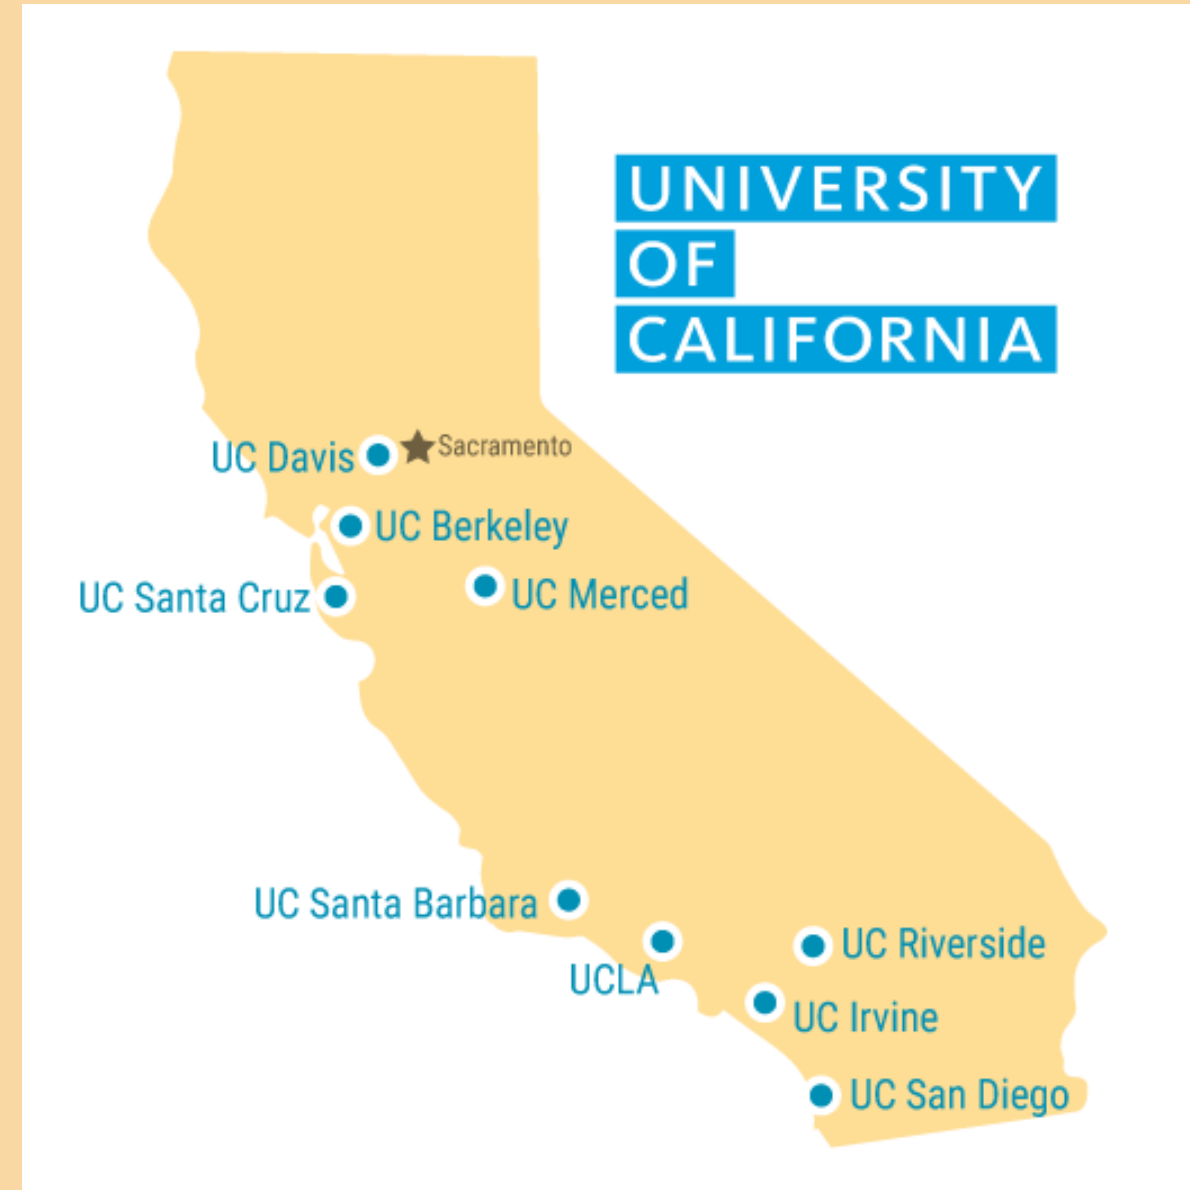 UNIVERSITY
OF
CALIFORNIA
UC Davis
Sacramento
UC Berkeley
UC Santa Cruz
UC Merced
UC Santa Barbara
UCLA
UC Riverside
UC Irvine
UC San Diego